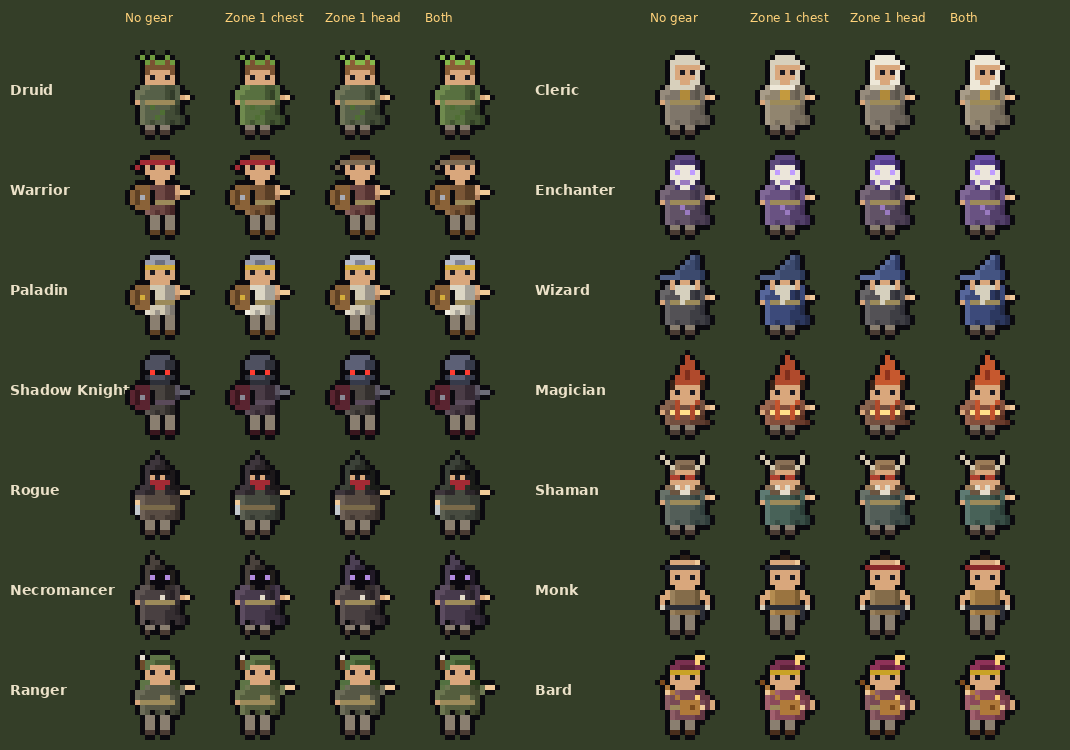 No gear Zone 1 chest Zone 1 head Both No gear Zone 1 chest Zone 1 head Both
Druid Cleric
Warrior Enchanter
Paladin Wizard
Shadow Knight Magician
Rogue Shaman
Necromancer Monk
Ranger Bard